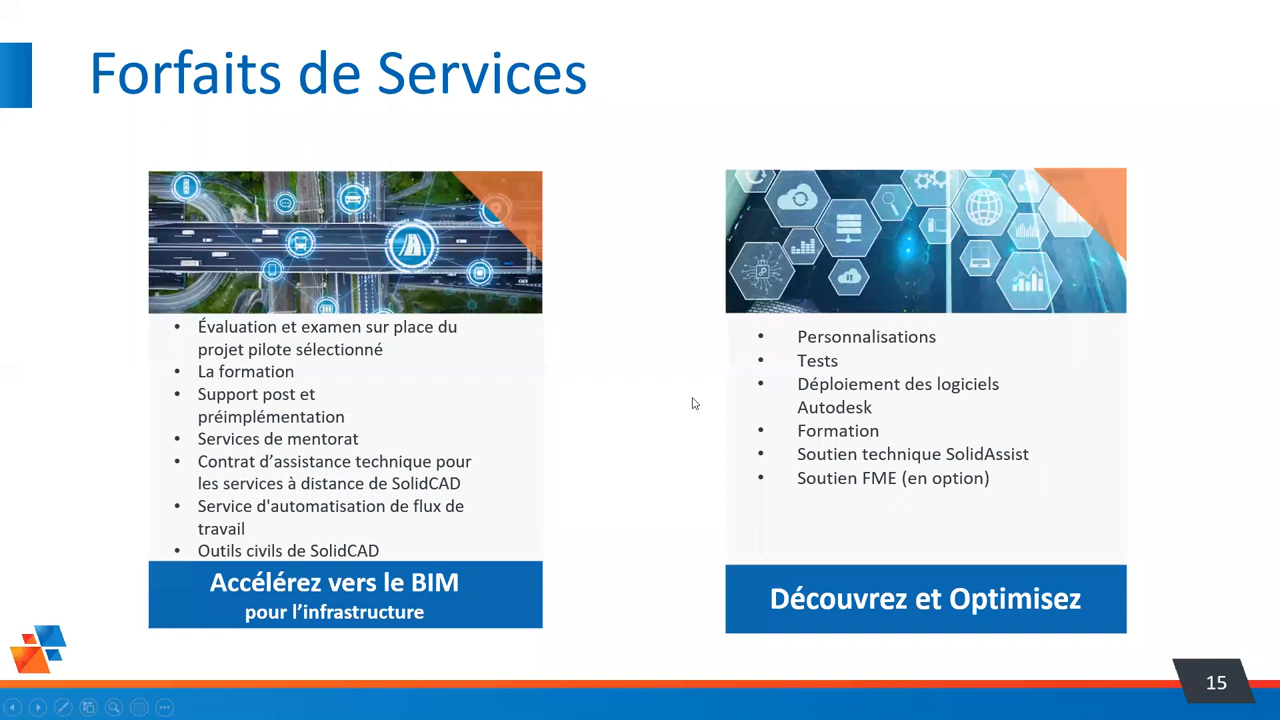 Forfaits de Services
Évaluation et examen sur place du
projet pilote sélectionné
La formation
Support post et
préimplémentation
Services de mentorat
Contrat d’assistance technique pour
les services à distance de SolidCAD
Service d'automatisation de flux de
travail
Outils civils de SolidCAD
Accélérez vers le BIM
pour l’infrastructure
Personnalisations
Tests
Déploiement des logiciels
Autodesk
Formation
Soutien technique SolidAssist
Soutien FME (en option)
Découvrez et Optimisez
15